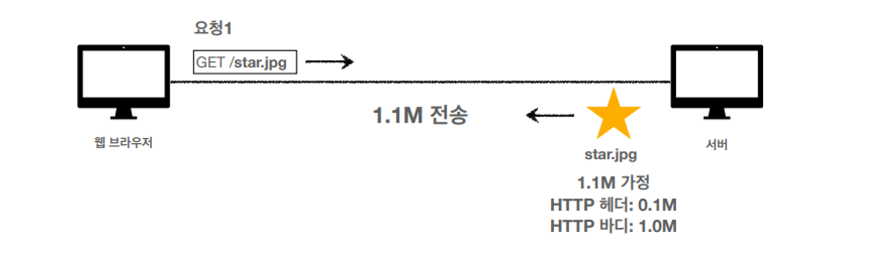 요청1
GET /star.jpg
1.1M 전송
웹 브라우저
서버
star.jpg
1.1M 가정
HTTP 헤더: 0.1M
HTTP 바디: 1.0M